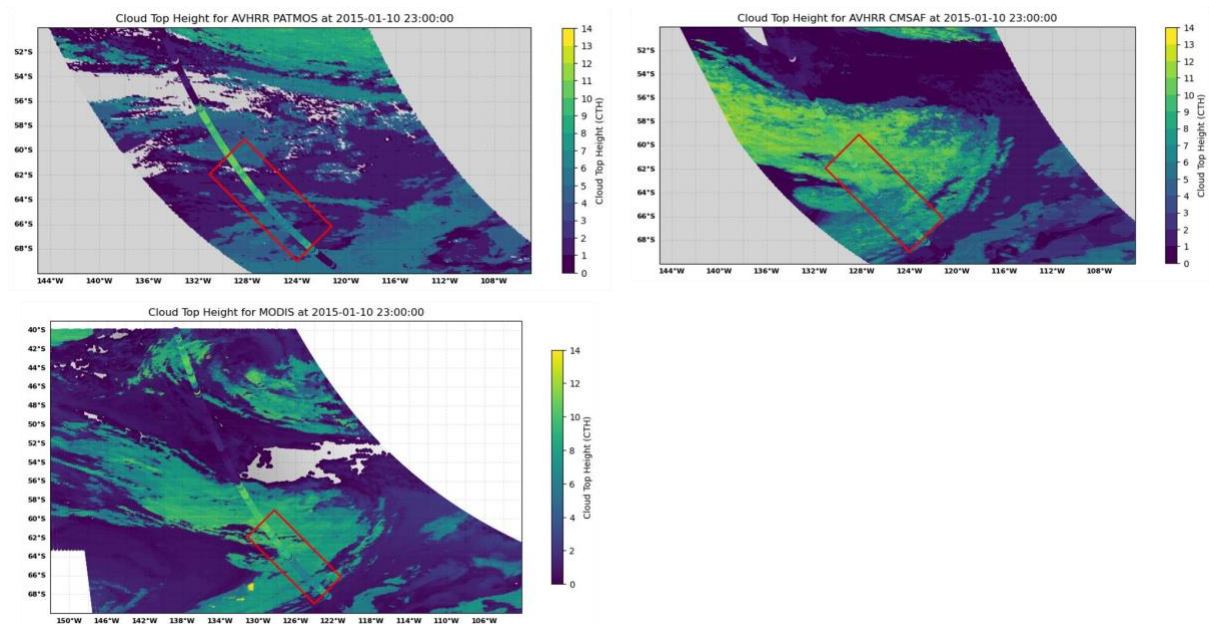 Cloud Top Height for AVHRR PATMOS at 2015-01-10 23:00:00
52°S
54°S
56°S
58°S
60°S
62°S
64°S
66°S
68°S
144°W 140°W 136°W 132°W 128°W 124°W 120°W 116°W 112°W 108°W
14
13
12
11
10
9
8
7
6
5
4
3
2
1
0
Cloud Top Height (CTH)
Cloud Top Height for AVHRR CMSAF at 2015-01-10 23:00:00
52°S
54°S
56°S
58°S
60°S
62°S
64°S
66°S
68°S
144°W 140°W 136°W 132°W 128°W 124°W 120°W 116°W 112°W 108°W
14
13
12
11
10
9
8
7
6
5
4
3
2
1
0
Cloud Top Height (CTH)
Cloud Top Height for MODIS at 2015-01-10 23:00:00
40°S
42°S
44°S
46°S
48°S
50°S
52°S
54°S
56°S
58°S
60°S
62°S
64°S
66°S
68°S
150°W 146°W 142°W 138°W 134°W 130°W 126°W 122°W 118°W 114°W 110°W 106°W
14
12
10
8
6
4
2
0
Cloud Top Height (CTH)